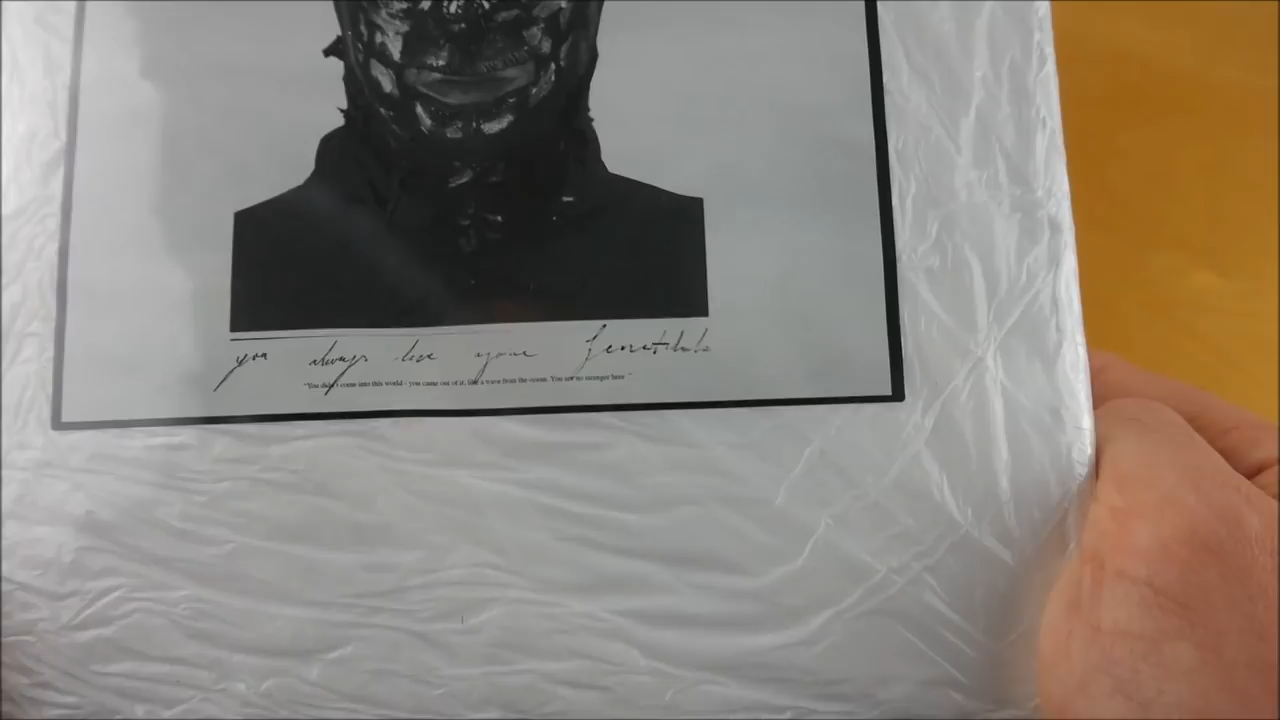 you always love your
"You didn't come into this world - you came out of it, like a wave from the ocean. You are no stranger here"